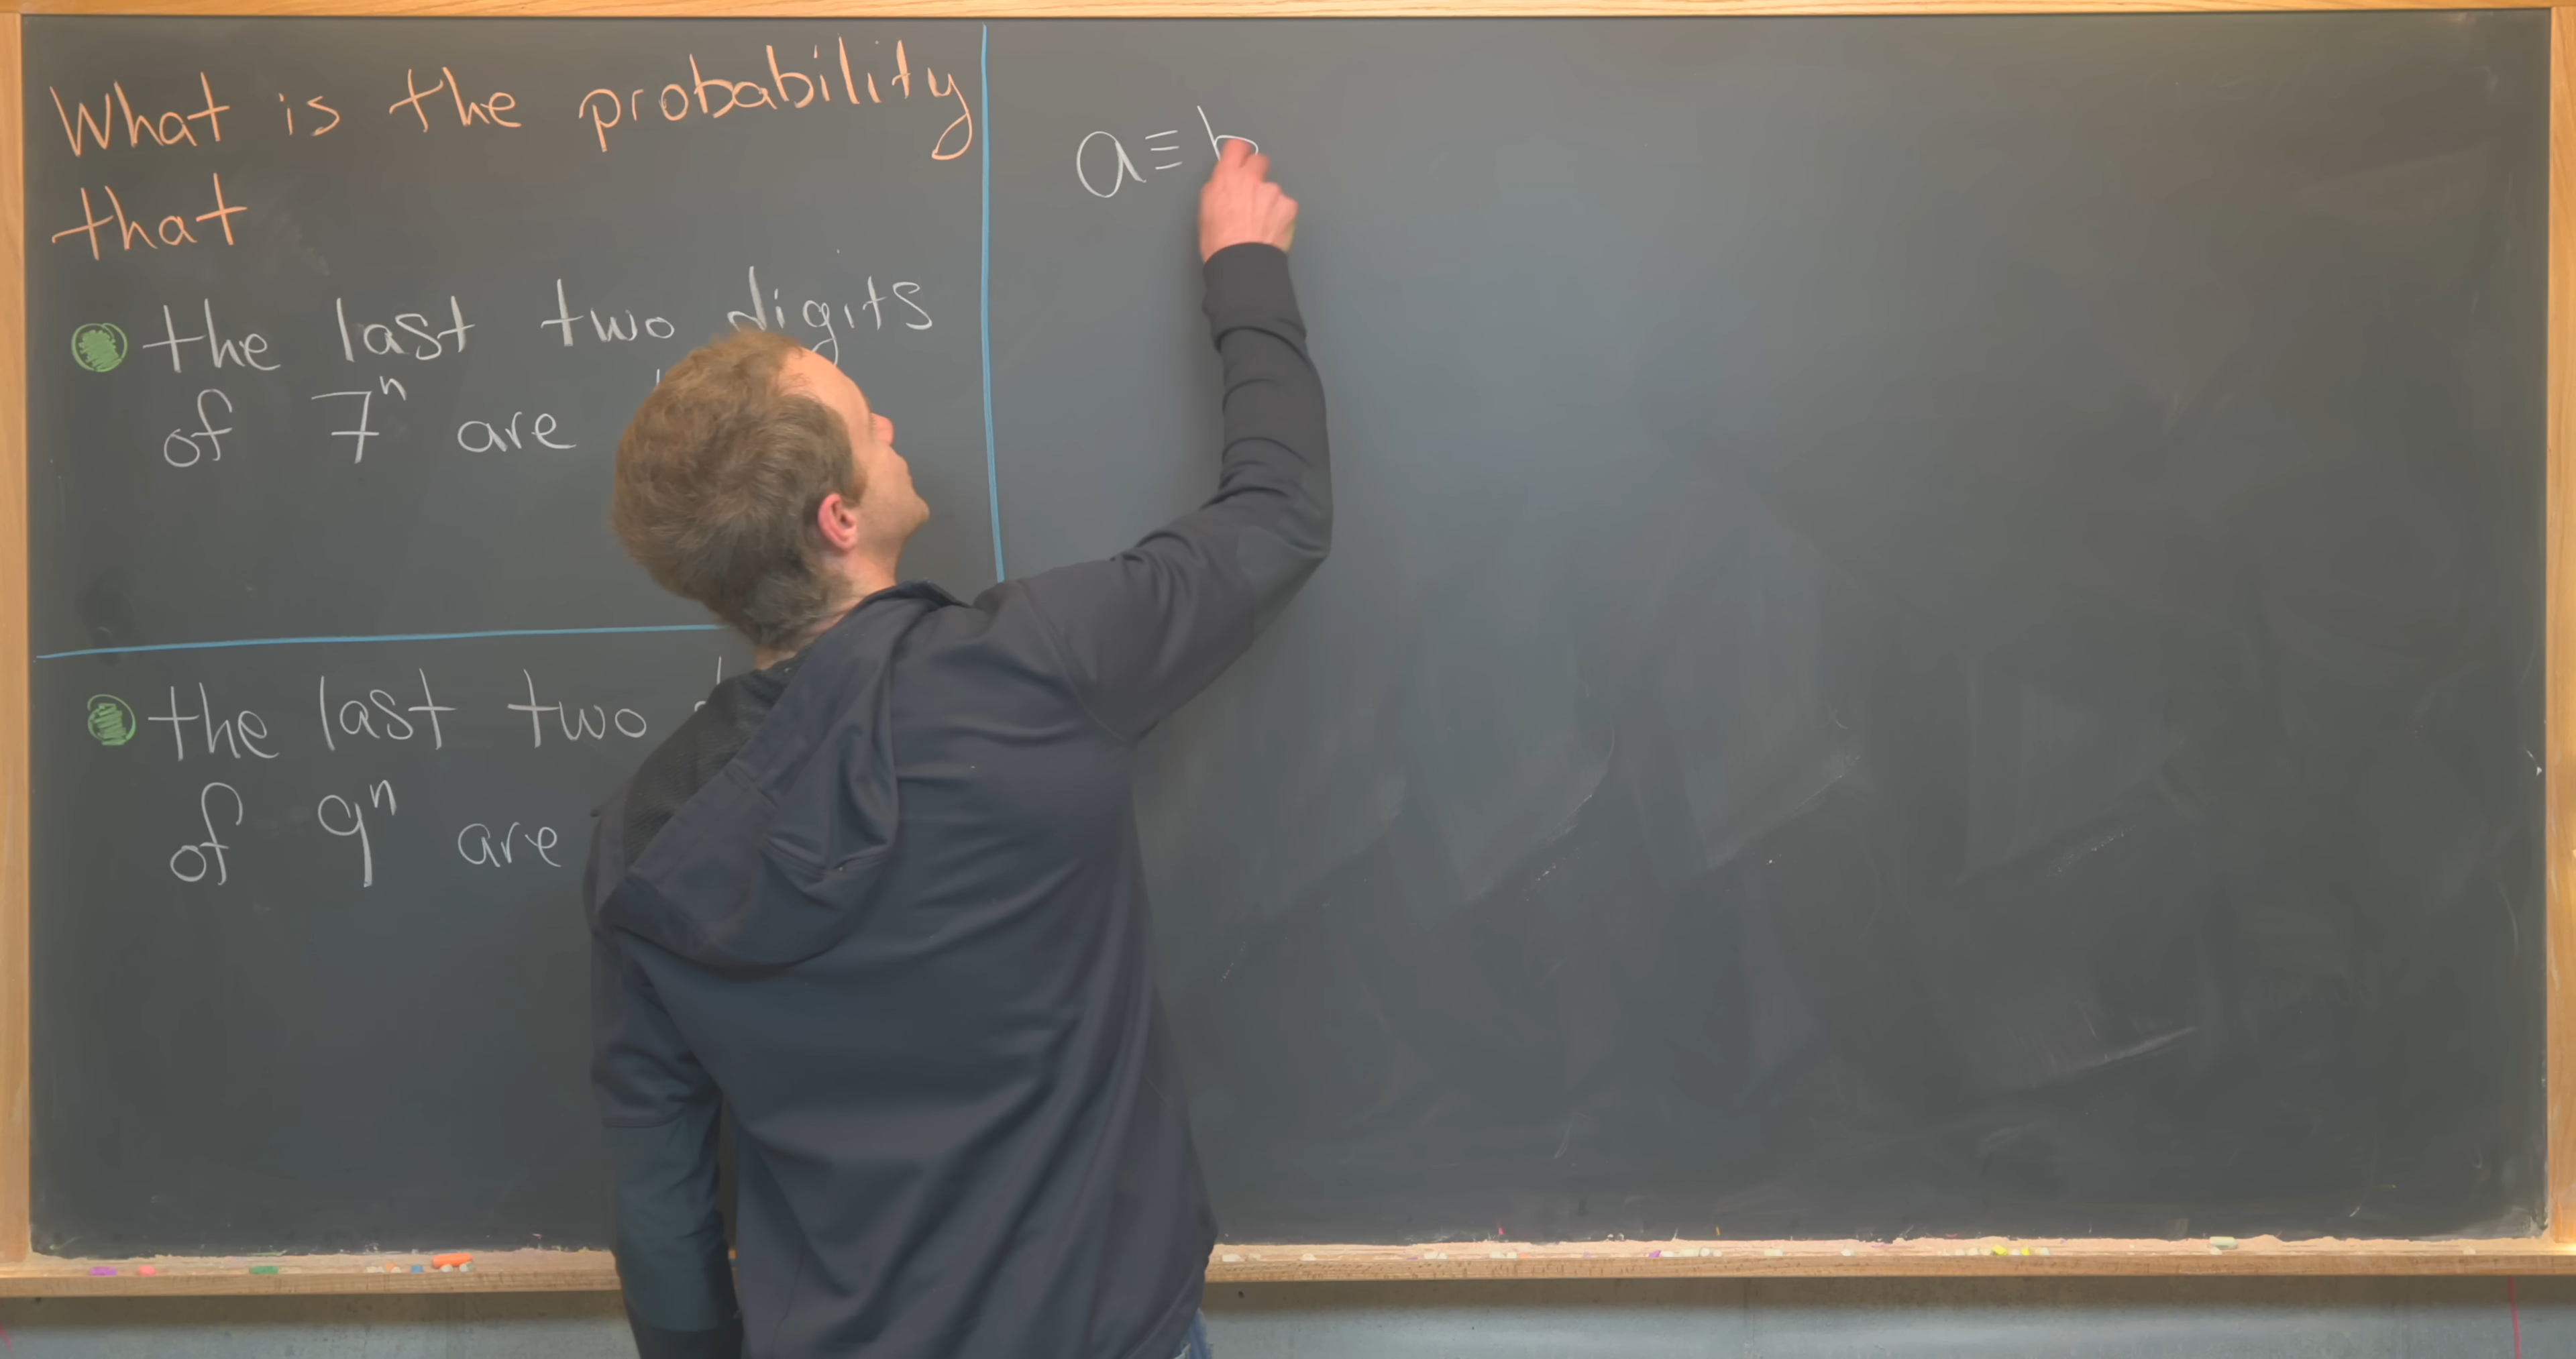 What is the probability
that
the last two digits
of 7ⁿ are
the last two
of 9ⁿ are
a ≡ b